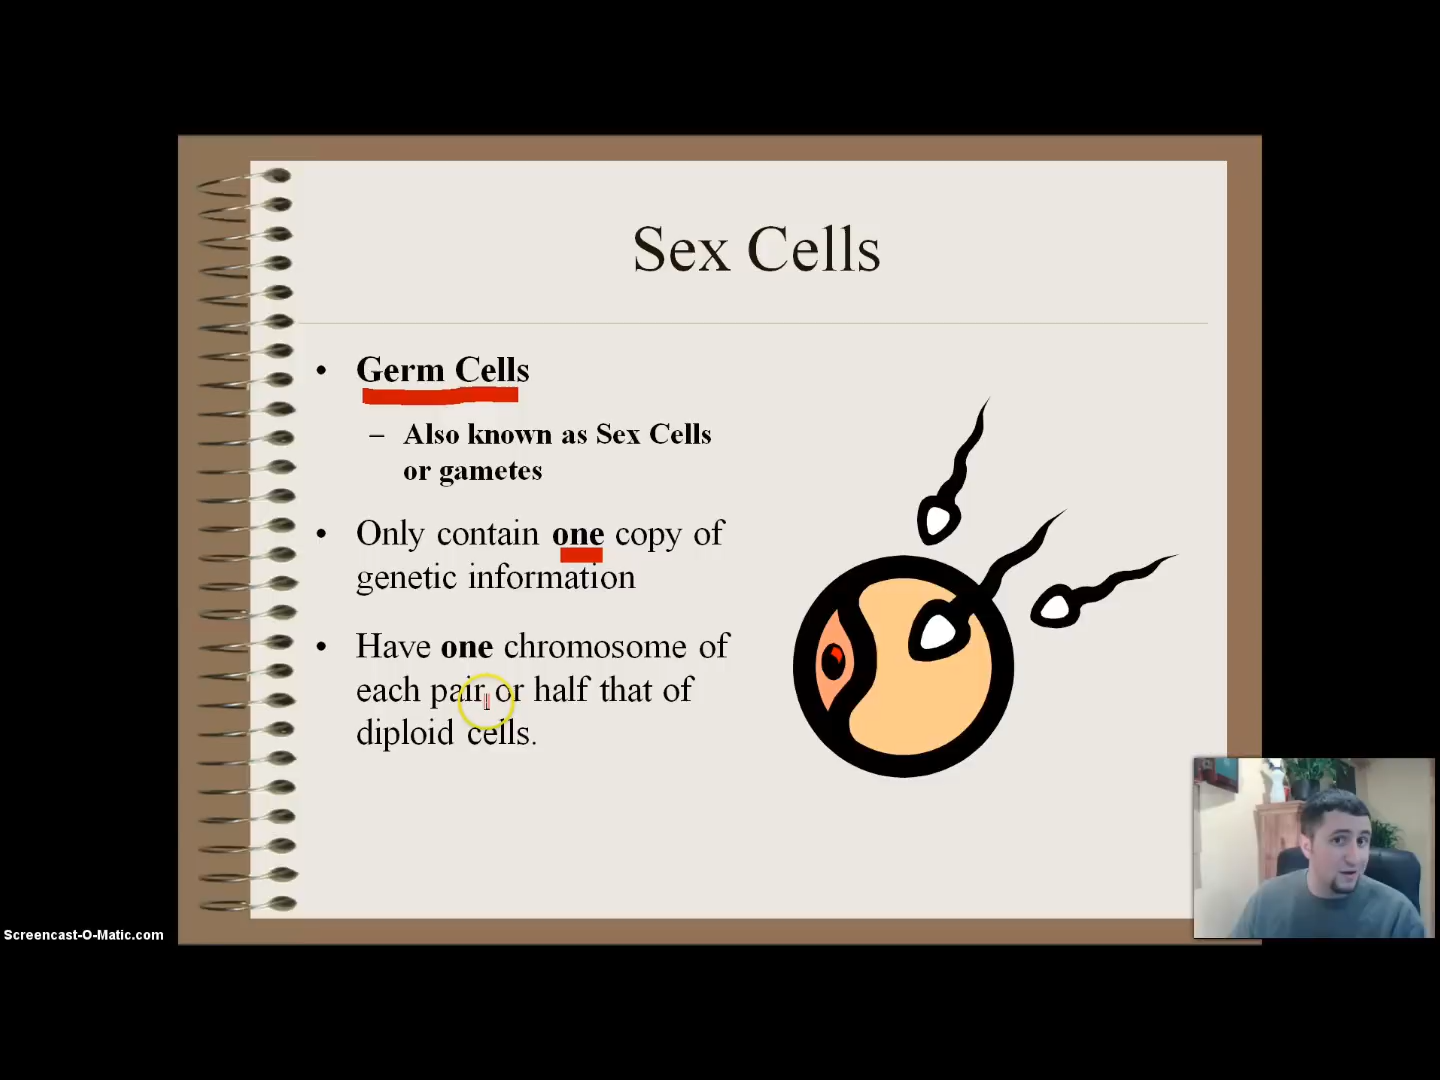 Sex Cells
• Germ Cells
– Also known as Sex Cells
or gametes
• Only contain one copy of
genetic information
• Have one chromosome of
each pair or half that of
diploid cells.
Screencast-O-Matic.com